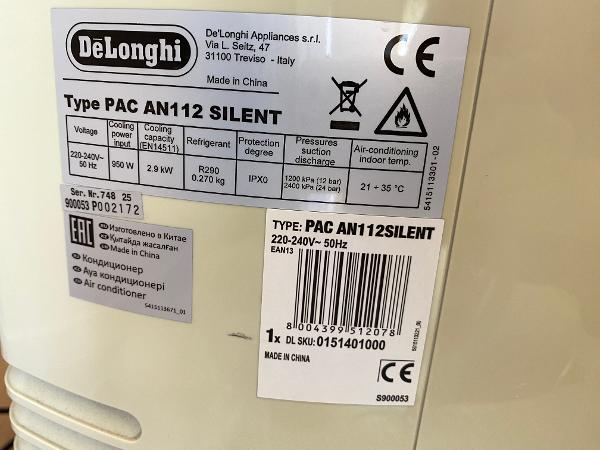 DeLonghi
De'Longhi Appliances s.r.l.
Via L. Seitz, 47
31100 Treviso - Italy
Made in China
CE
Type PAC AN112 SILENT
Voltage
Cooling power input
Cooling capacity (EN14511)
Refrigerant
Protection degree
Pressures suction discharge
Air-conditioning indoor temp.
220-240V~ 50 Hz
950 W
2.9 kW
R290 0.270 kg
IPX0
1200 kPa (12 bar) 2400 kPa (24 bar)
21 ÷ 35 °C
5415113301-02
Ser. Nr. 748 25
900053 P002172
EAC
Изготовлено в Китае
Қытайда жасалған
Made in China
Кондиционер
Ауа кондиционері
Air conditioner
5415113671_01
TYPE: PAC AN112SILENT
220-240V~ 50Hz
EAN13
8 004399 512078
1x DL SKU: 0151401000
MADE IN CHINA
CE
S900053